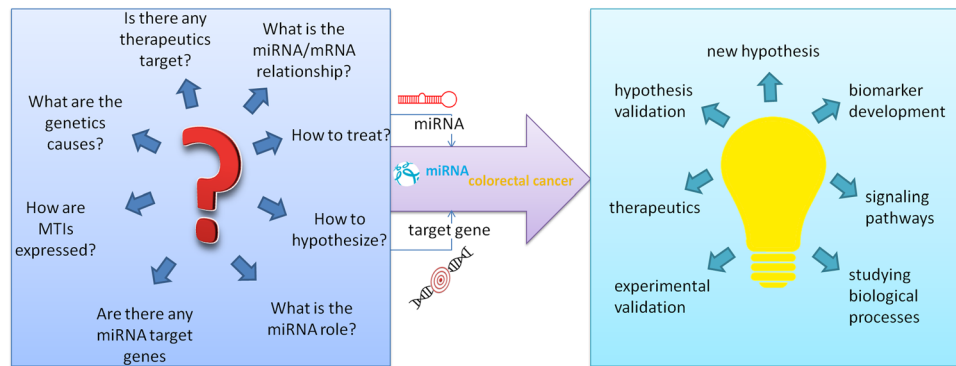 Is there any
therapeutics
target?
What is the
miRNA/mRNA
relationship?
What are the
genetics
causes?
How to treat?
How are
MTIs
expressed?
How to
hypothesize?
Are there any
miRNA target
genes
What is the
miRNA role?
miRNA
miRNA
colorectal cancer
target gene
new hypothesis
hypothesis
validation
biomarker
development
therapeutics
signaling
pathways
experimental
validation
studying
biological
processes